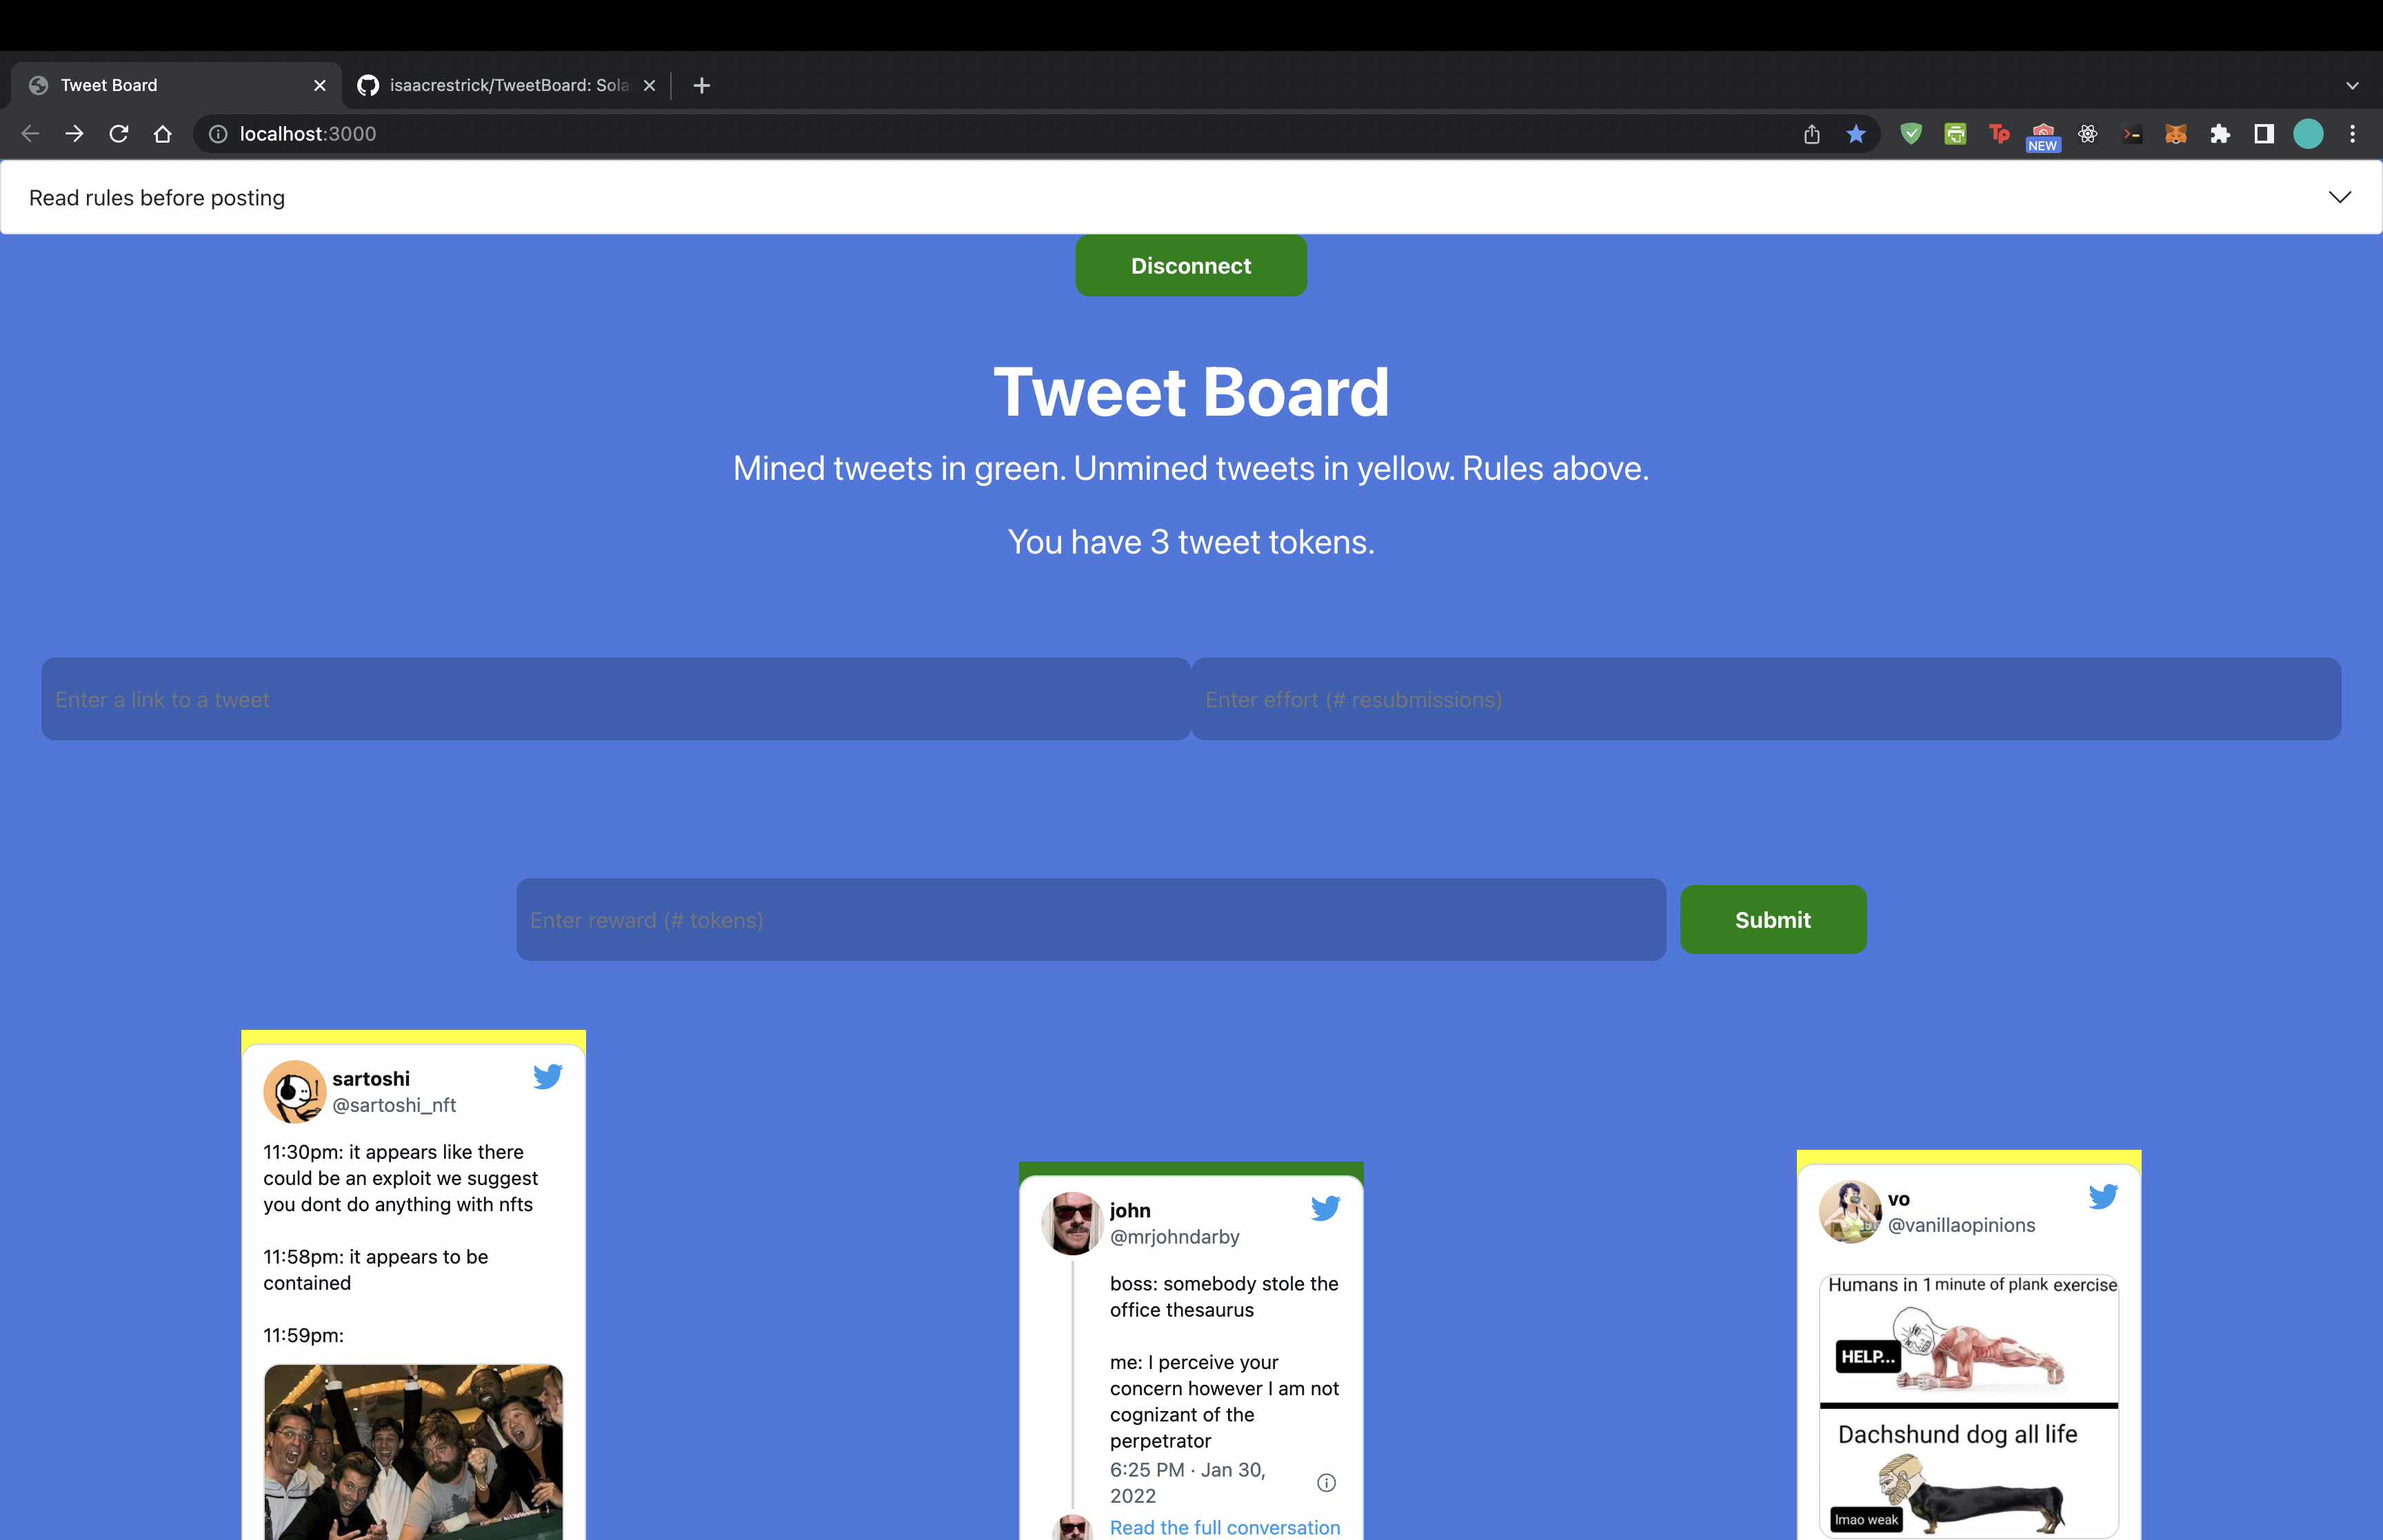 Tweet Board
isaacrestrick/TweetBoard: Sola
localhost:3000
Tp
NEW
Read rules before posting
Disconnect
Tweet Board
Mined tweets in green. Unmined tweets in yellow. Rules above.
You have 3 tweet tokens.
Enter a link to a tweet
Enter effort (# resubmissions)
Enter reward (# tokens)
Submit
sartoshi
@sartoshi_nft
11:30pm: it appears like there
could be an exploit we suggest
you dont do anything with nfts
11:58pm: it appears to be
contained
11:59pm:
john
@mrjohndarby
boss: somebody stole the
office thesaurus
me: I perceive your
concern however I am not
cognizant of the
perpetrator
6:25 PM · Jan 30,
2022
Read the full conversation
vo
@vanillaopinions
Humans in 1 minute of plank exercise
HELP...
Dachshund dog all life
lmao weak